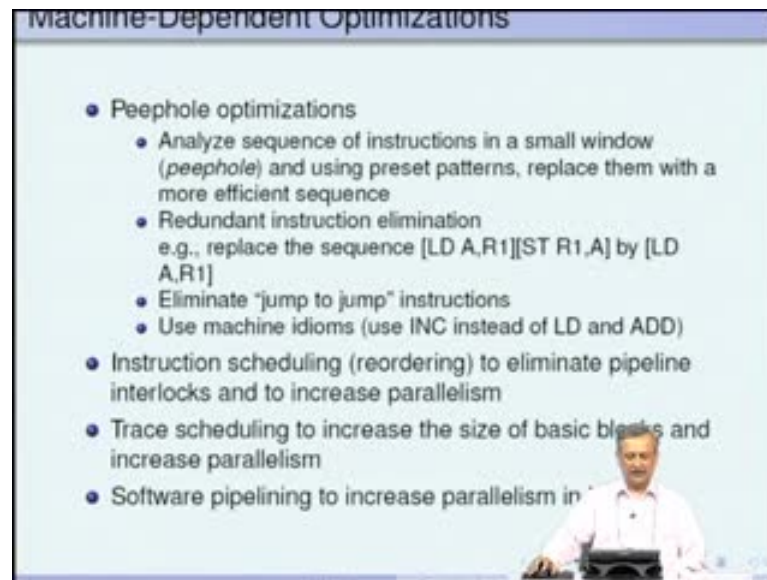 Machine-Dependent Optimizations
Peephole optimizations
Analyze sequence of instructions in a small window
(peephole) and using preset patterns, replace them with a
more efficient sequence
Redundant instruction elimination
e.g., replace the sequence [LD A,R1][ST R1,A] by [LD
A,R1]
Eliminate "jump to jump" instructions
Use machine idioms (use INC instead of LD and ADD)
Instruction scheduling (reordering) to eliminate pipeline
interlocks and to increase parallelism
Trace scheduling to increase the size of basic blocks and
increase parallelism
Software pipelining to increase parallelism in